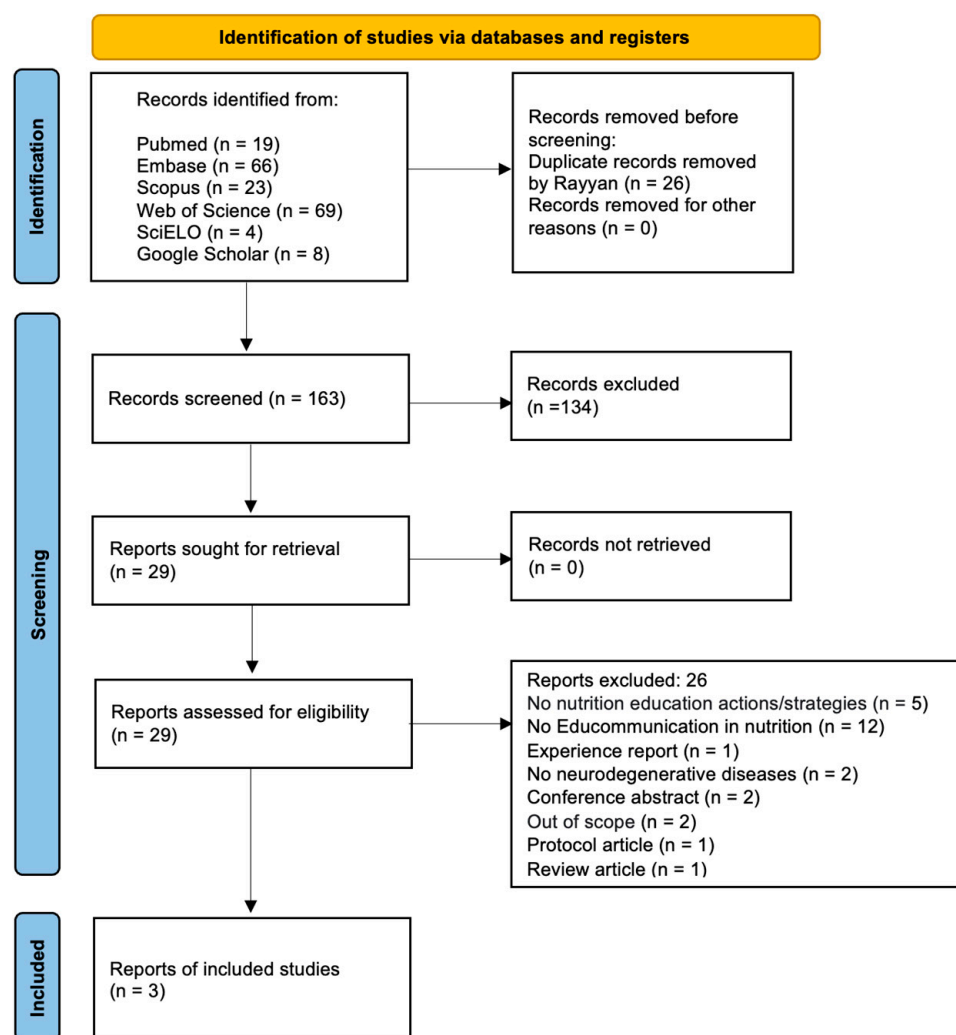 Identification of studies via databases and registers
Identification
Records identified from:
Pubmed (n = 19)
Embase (n = 66)
Scopus (n = 23)
Web of Science (n = 69)
SciELO (n = 4)
Google Scholar (n = 8)
Records removed before
screening:
Duplicate records removed
by Rayyan (n = 26)
Records removed for other
reasons (n = 0)
Screening
Records screened (n = 163)
Records excluded
(n =134)
Reports sought for retrieval
(n = 29)
Records not retrieved
(n = 0)
Reports assessed for eligibility
(n = 29)
Reports excluded: 26
No nutrition education actions/strategies (n = 5)
No Educommunication in nutrition (n = 12)
Experience report (n = 1)
No neurodegenerative diseases (n = 2)
Conference abstract (n = 2)
Out of scope (n = 2)
Protocol article (n = 1)
Review article (n = 1)
Included
Reports of included studies
(n = 3)